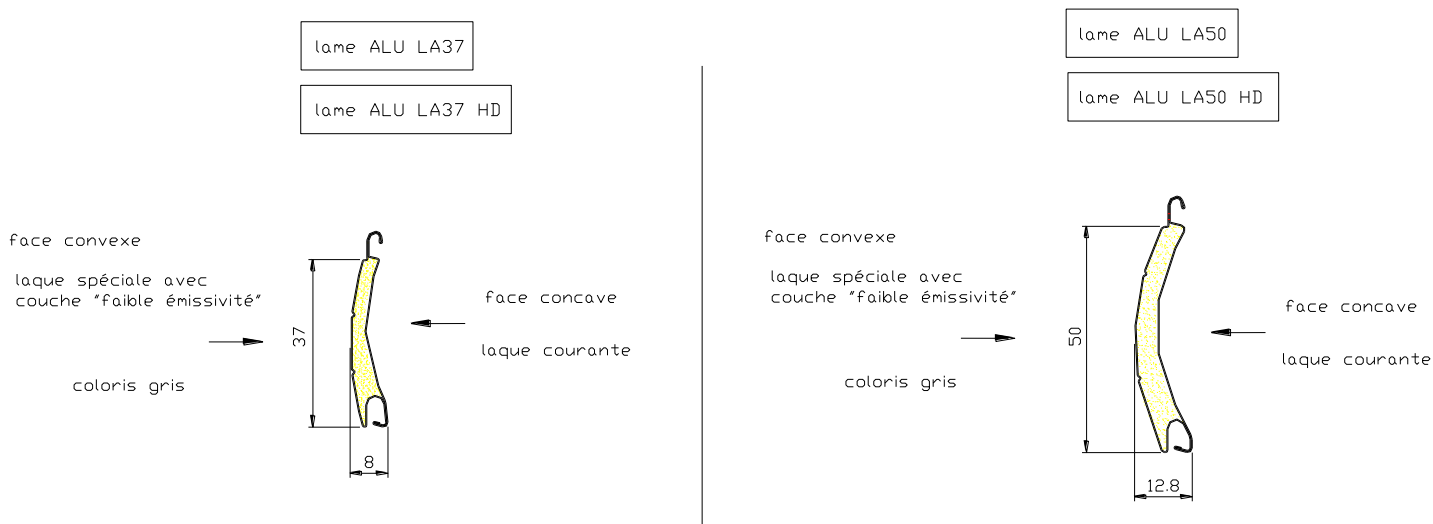 lame ALU LA37
lame ALU LA37 HD
face convexe
laque spéciale avec
couche "faible émissivité"
coloris gris
37
8
face concave
laque courante
lame ALU LA50
lame ALU LA50 HD
face convexe
laque spéciale avec
couche "faible émissivité"
coloris gris
50
12.8
face concave
laque courante